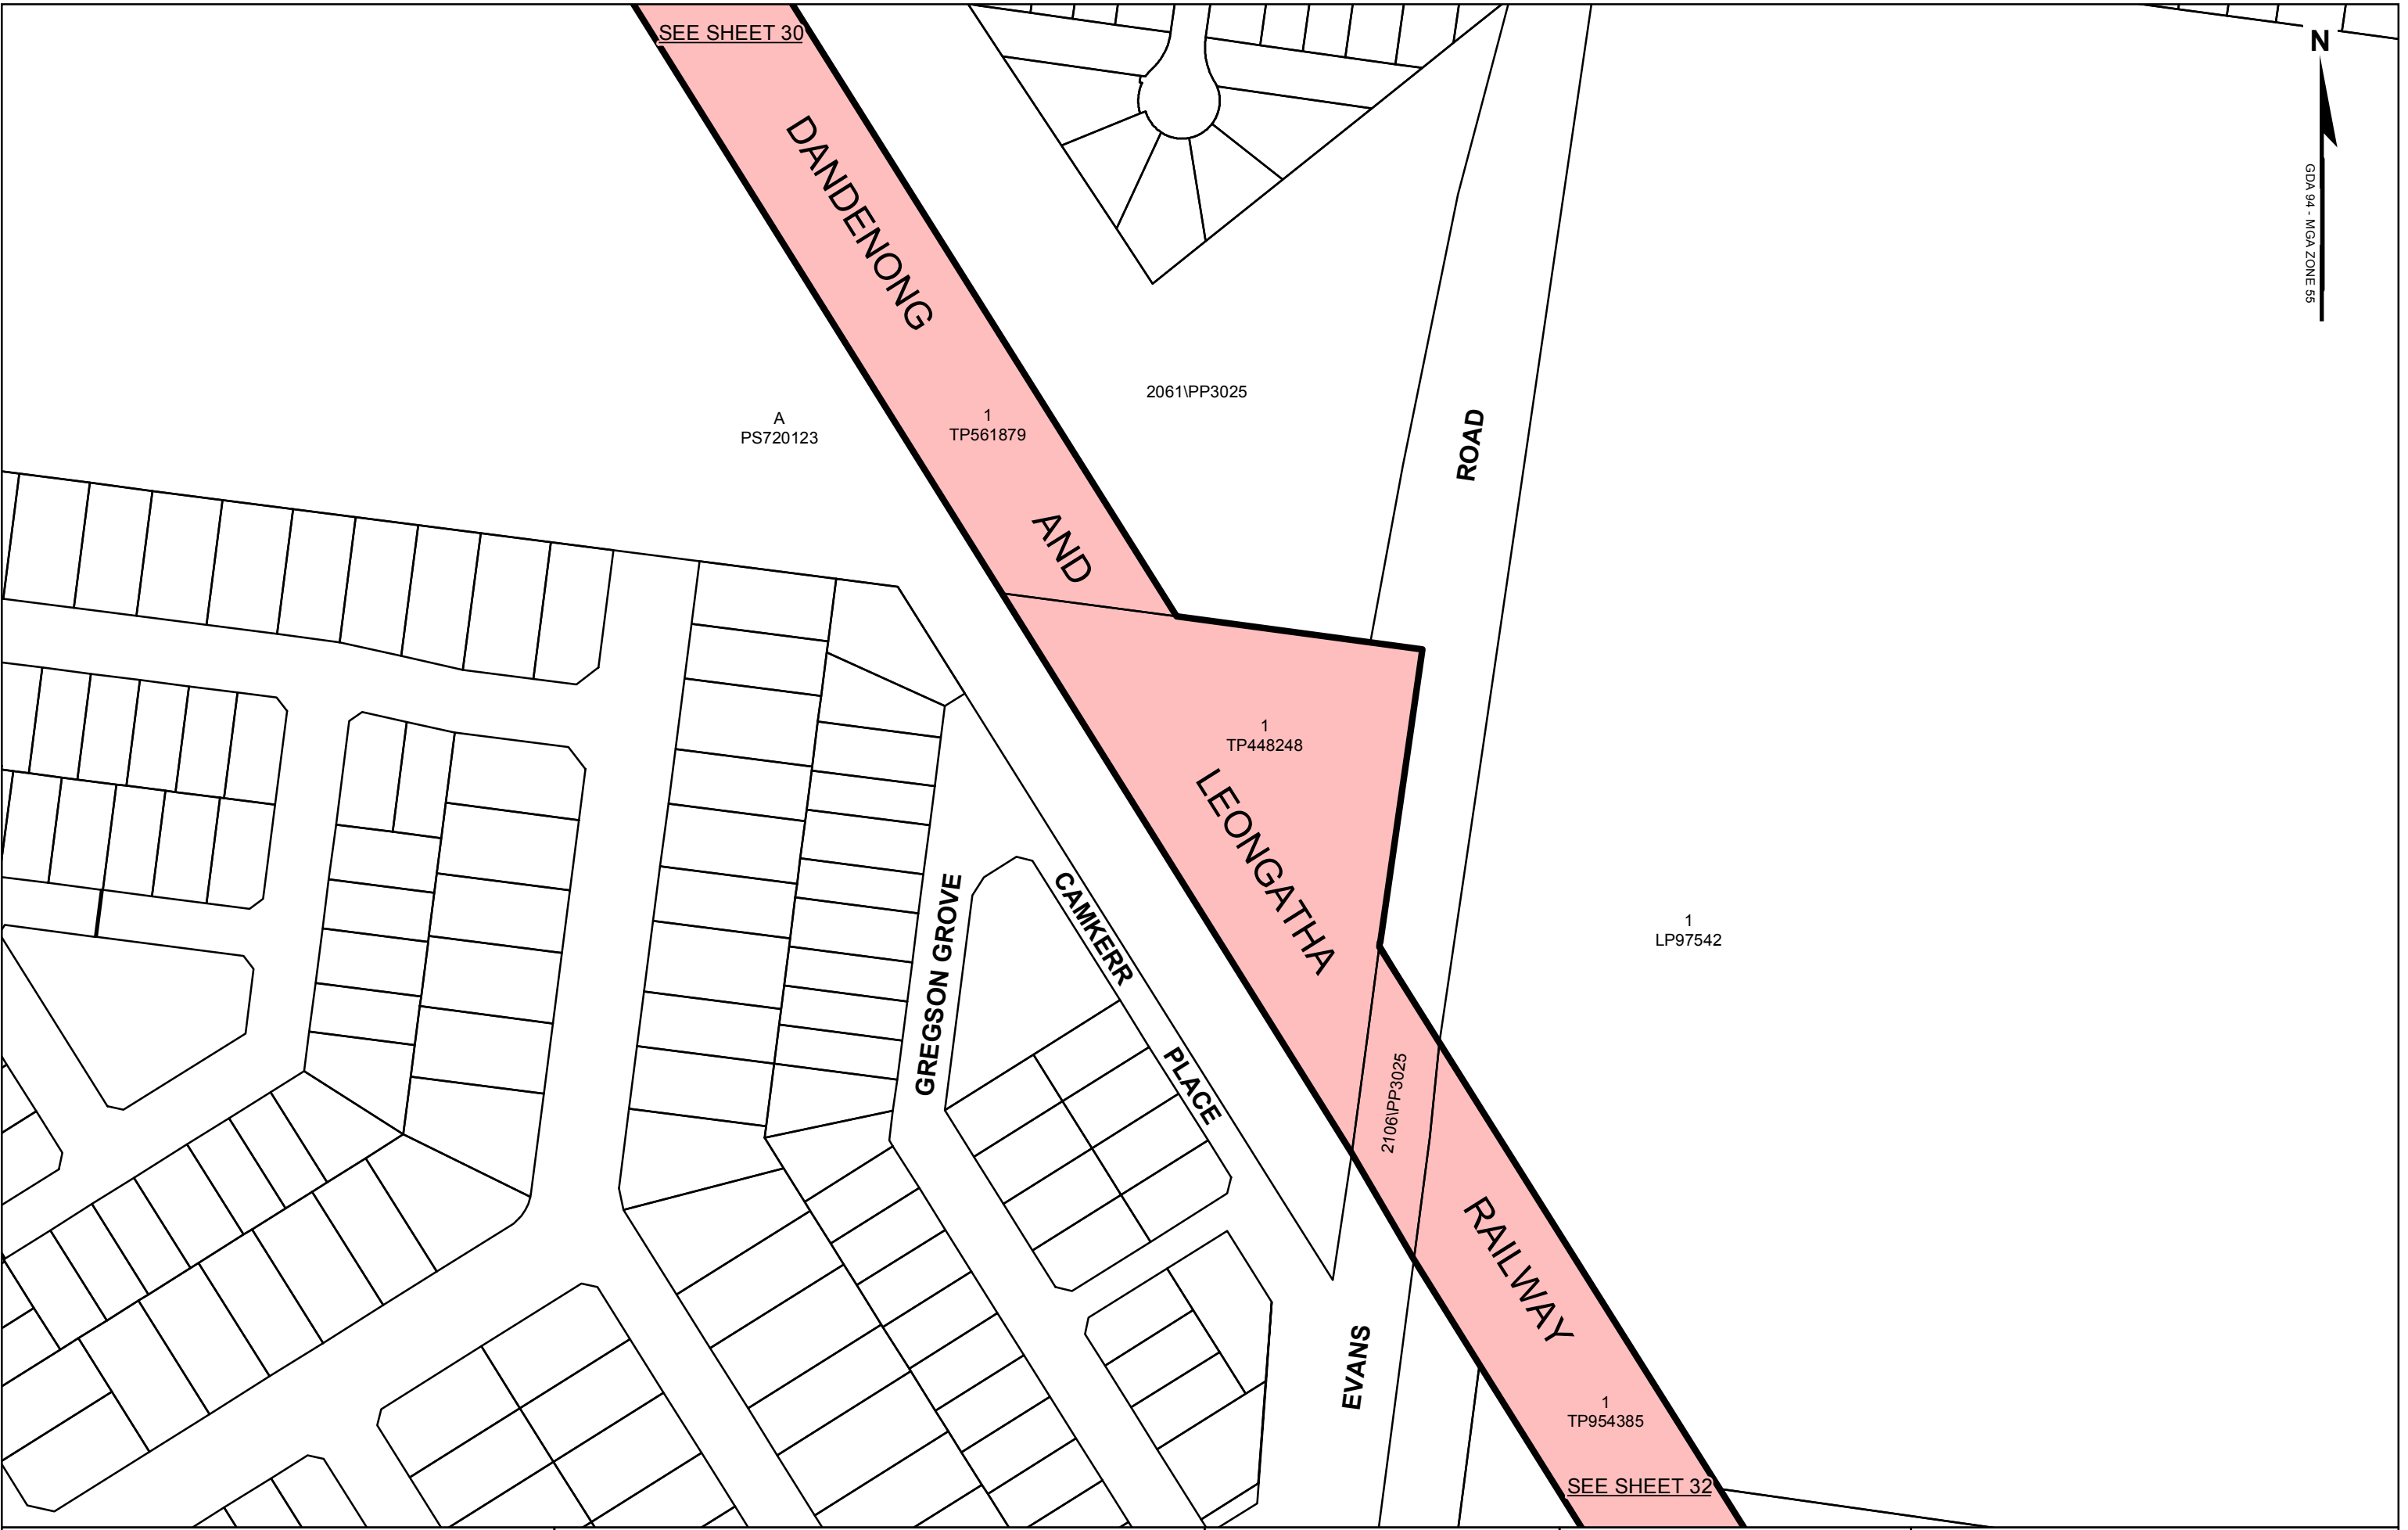 SEE SHEET 30
N
GDA 94 - MGA ZONE 55
DANDENONG
2061\PP3025
A
PS720123
1
TP561879
ROAD
AND
1
TP448248
LEONGATHA
1
LP97542
GREGSON GROVE
CAMKERR
PLACE
2106\PP3025
RAILWAY
EVANS
1
TP954385
SEE SHEET 32